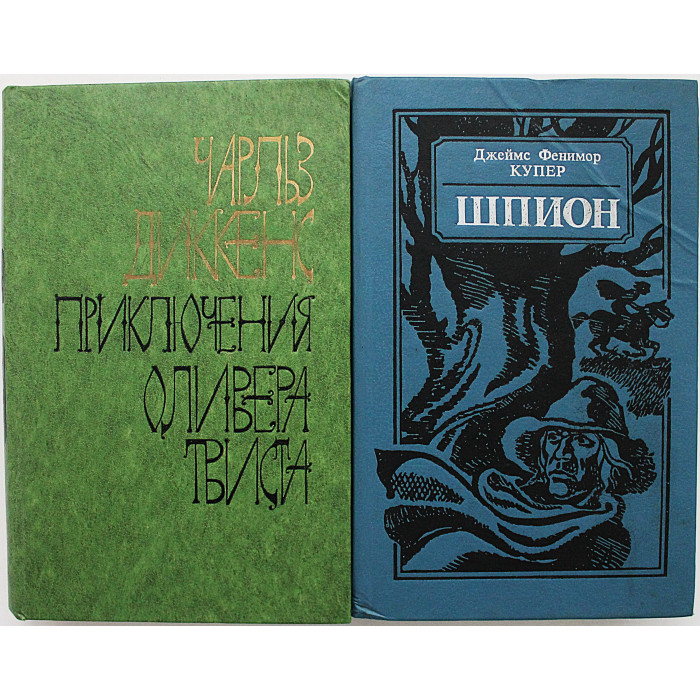 ЧАРЛЬЗ
ДИККЕНС
ПРИКЛЮЧЕНИЯ
ОЛИВЕРА
ТВИСТА
Джеймс Фенимор
КУПЕР
ШПИОН